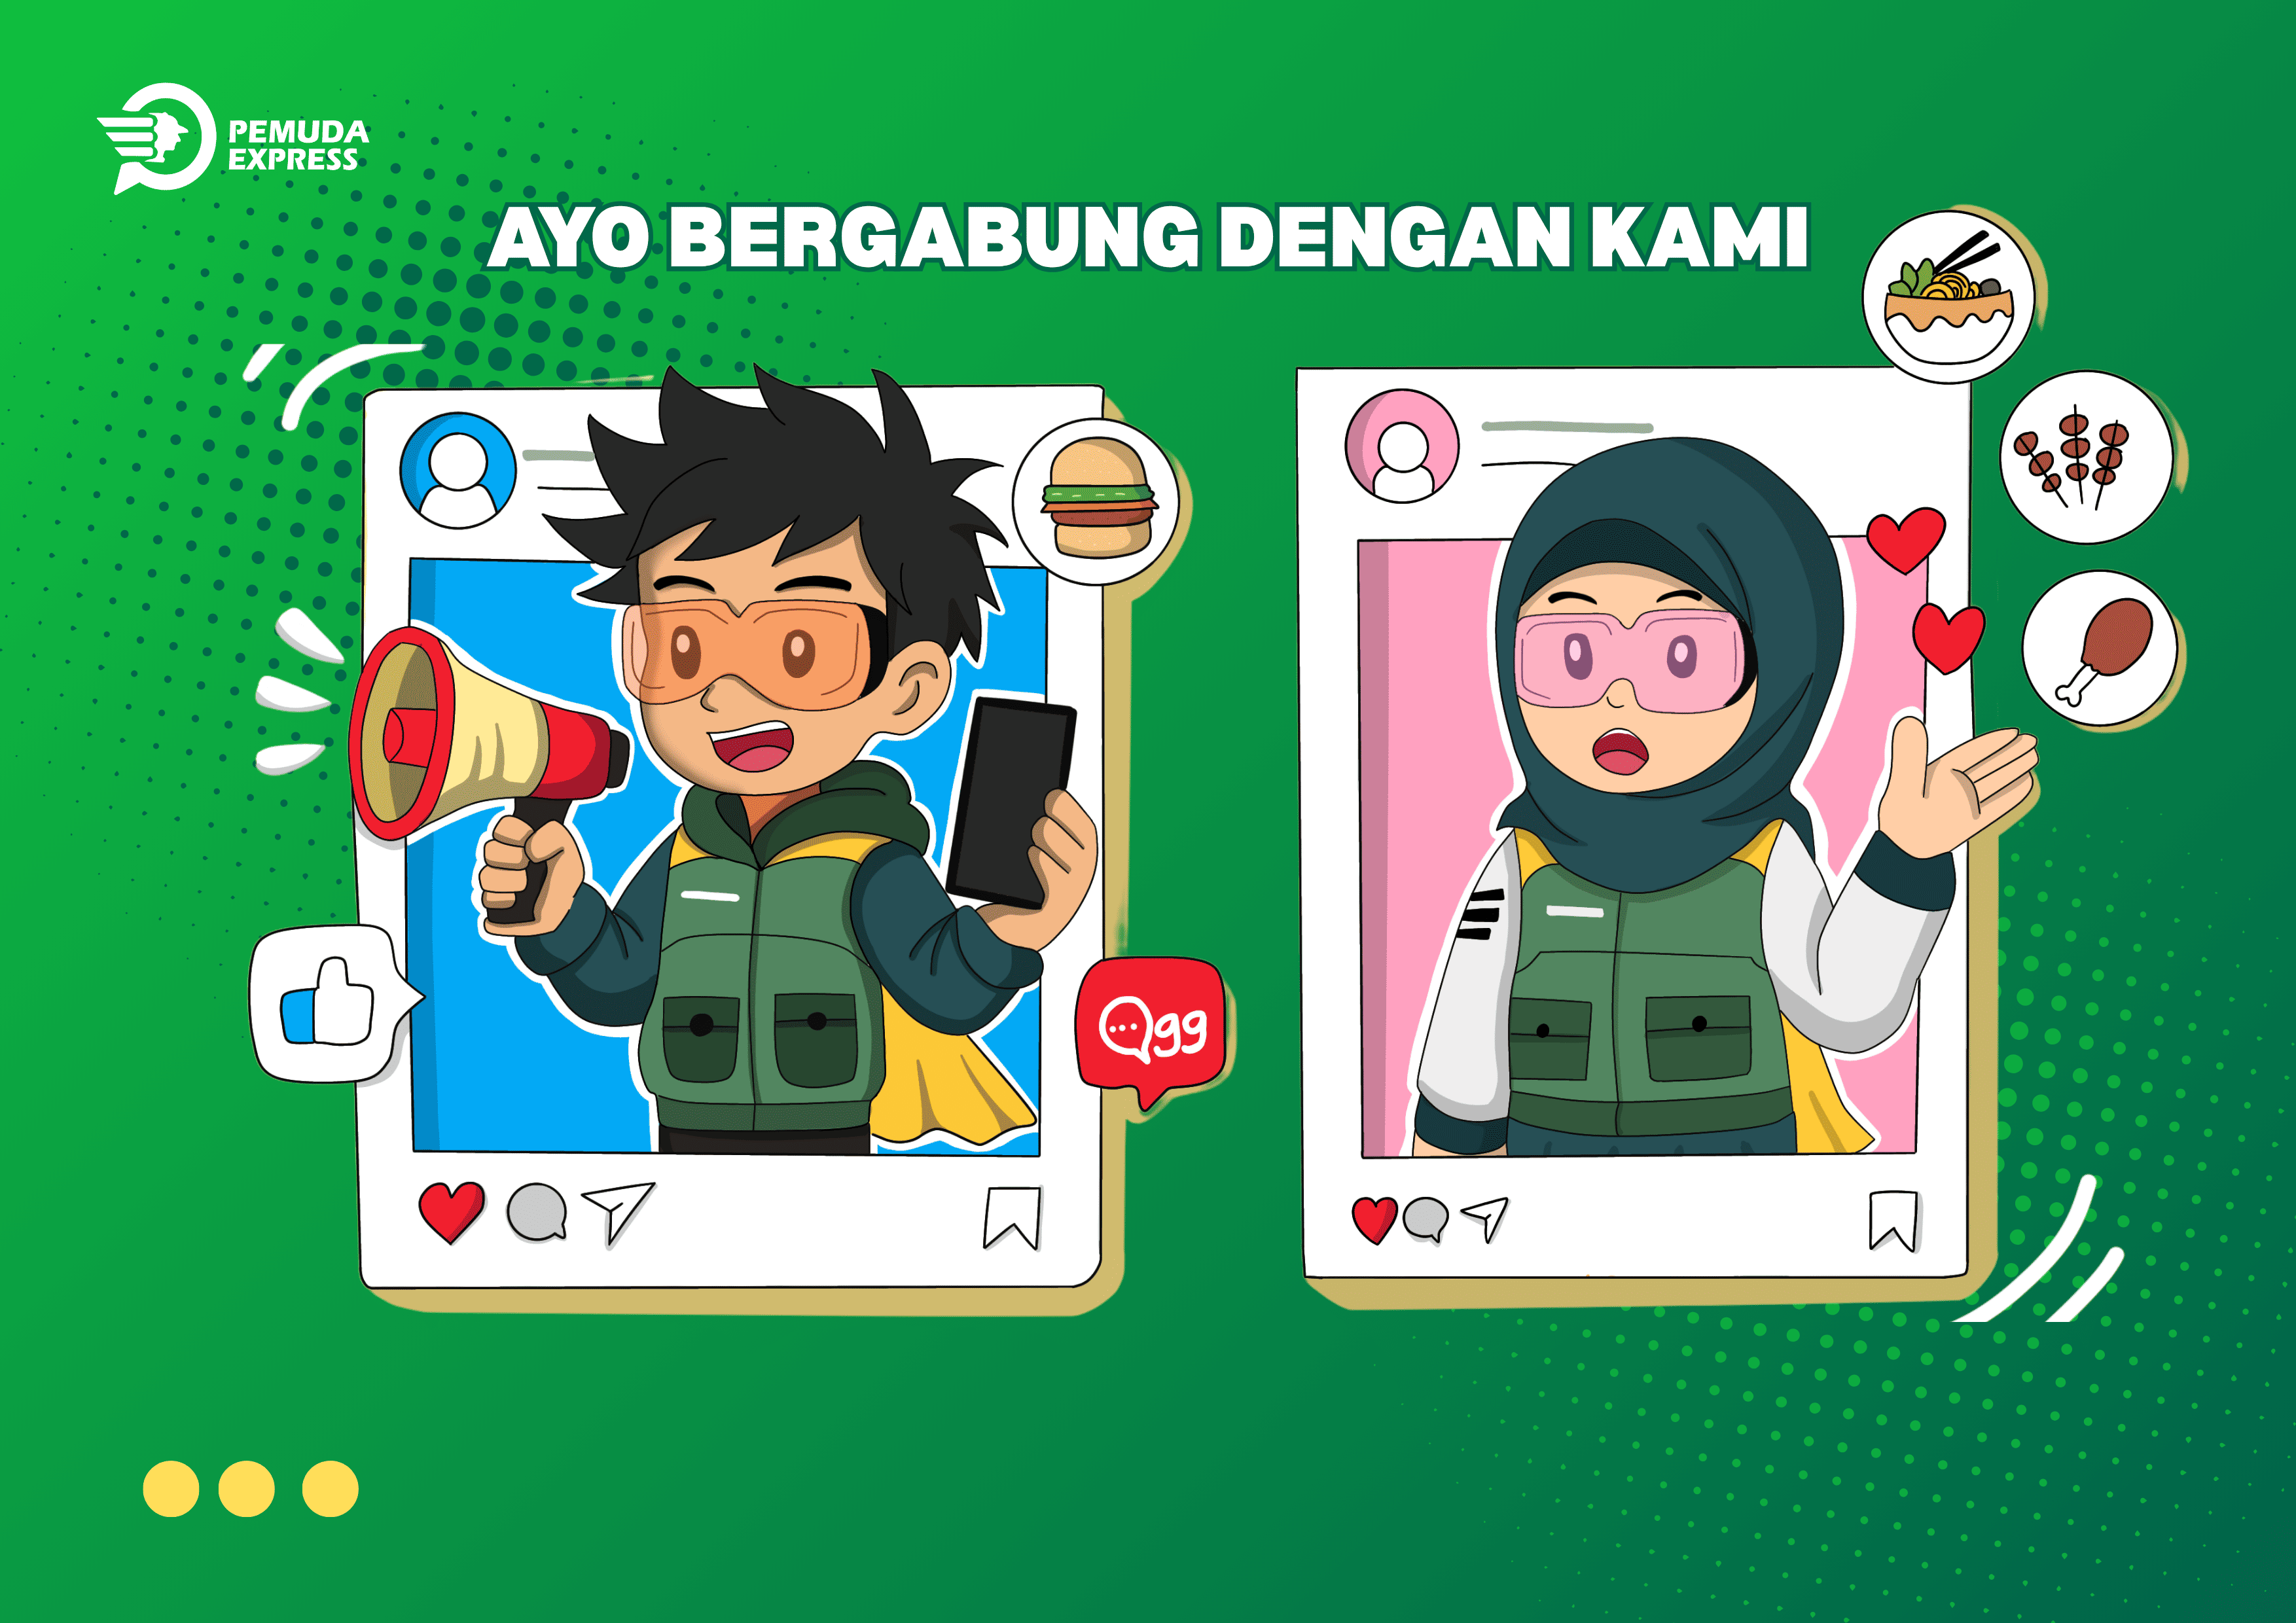 PEMUDA
EXPRESS
AYO BERGABUNG DENGAN KAMI
99